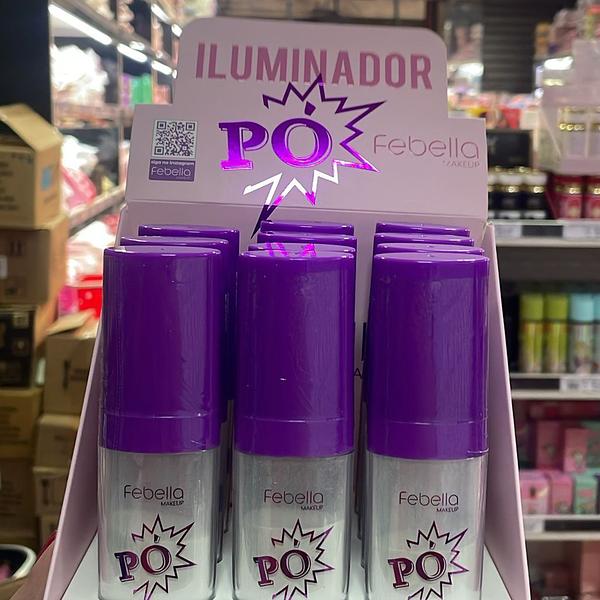 ILUMINADOR
PÓ
Febella
MAKEUP
siga no instagram
Febella
Febella
MAKEUP
PÓ
Febella
MAKEUP
PÓ
Febella
MAKEUP
PÓ